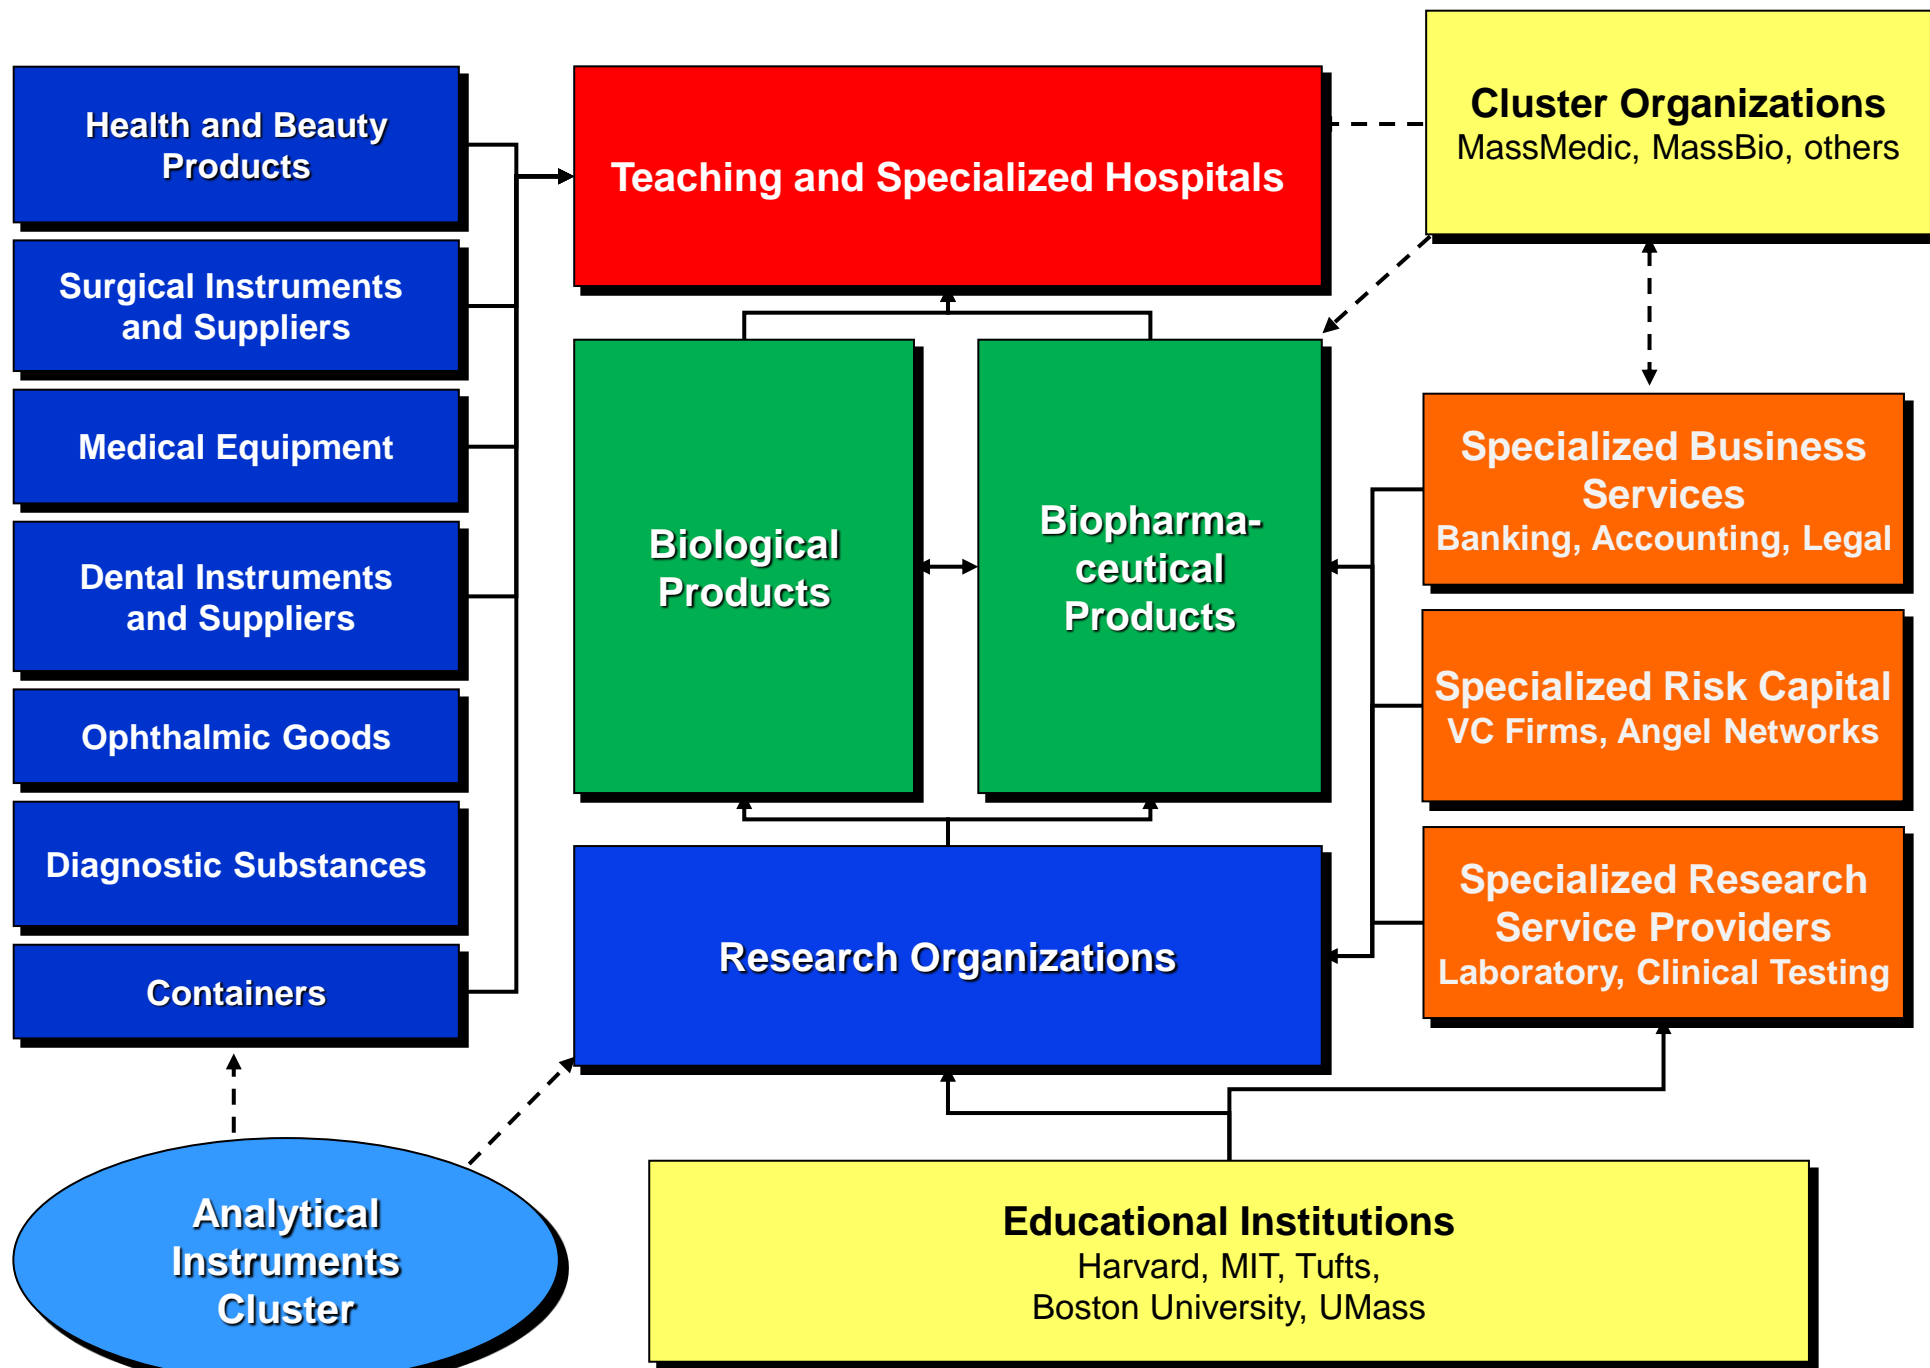 Health and Beauty
Products
Surgical Instruments
and Suppliers
Medical Equipment
Dental Instruments
and Suppliers
Ophthalmic Goods
Diagnostic Substances
Containers
Analytical
Instruments
Cluster
Teaching and Specialized Hospitals
Biological
Products
Biopharma-
ceutical
Products
Research Organizations
Educational Institutions
Harvard, MIT, Tufts,
Boston University, UMass
Cluster Organizations
MassMedic, MassBio, others
Specialized Business
Services
Banking, Accounting, Legal
Specialized Risk Capital
VC Firms, Angel Networks
Specialized Research
Service Providers
Laboratory, Clinical Testing